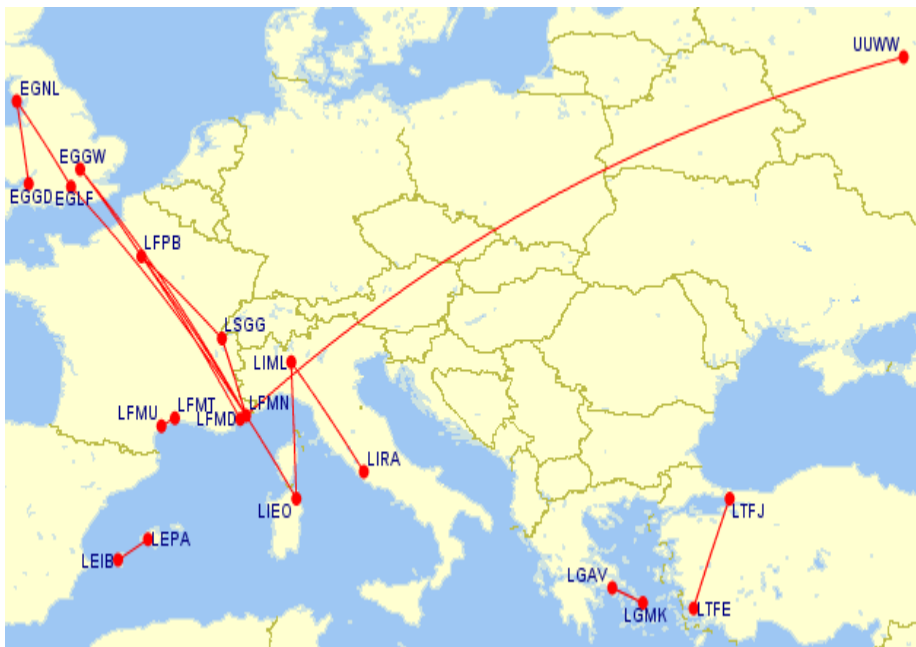 UUWW
EGNL
EGGW
EGGD
EGLF
LFPB
LSGG
LIML
LFMU
LFMT
LFMD
LFMN
LIRA
LIEO
LTFJ
LEPA
LEIB
LGAV
LGMK
LTFE